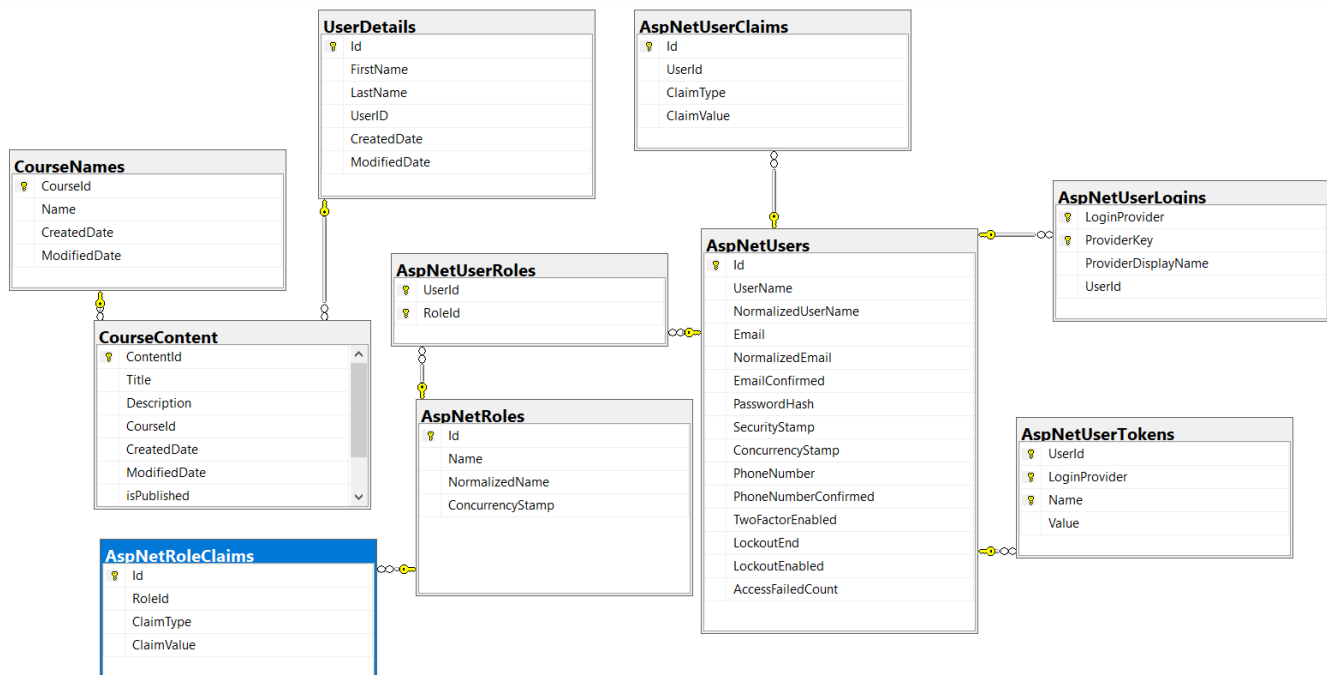 UserDetails
Id
FirstName
LastName
UserID
CreatedDate
ModifiedDate
AspNetUserClaims
Id
UserId
ClaimType
ClaimValue
CourseNames
CourseId
Name
CreatedDate
ModifiedDate
AspNetUserLogins
LoginProvider
ProviderKey
ProviderDisplayName
UserId
AspNetUserRoles
UserId
RoleId
AspNetUsers
Id
UserName
NormalizedUserName
Email
NormalizedEmail
EmailConfirmed
PasswordHash
SecurityStamp
ConcurrencyStamp
PhoneNumber
PhoneNumberConfirmed
TwoFactorEnabled
LockoutEnd
LockoutEnabled
AccessFailedCount
CourseContent
ContentId
Title
Description
CourseId
CreatedDate
ModifiedDate
isPublished
AspNetRoles
Id
Name
NormalizedName
ConcurrencyStamp
AspNetUserTokens
UserId
LoginProvider
Name
Value
AspNetRoleClaims
Id
RoleId
ClaimType
ClaimValue